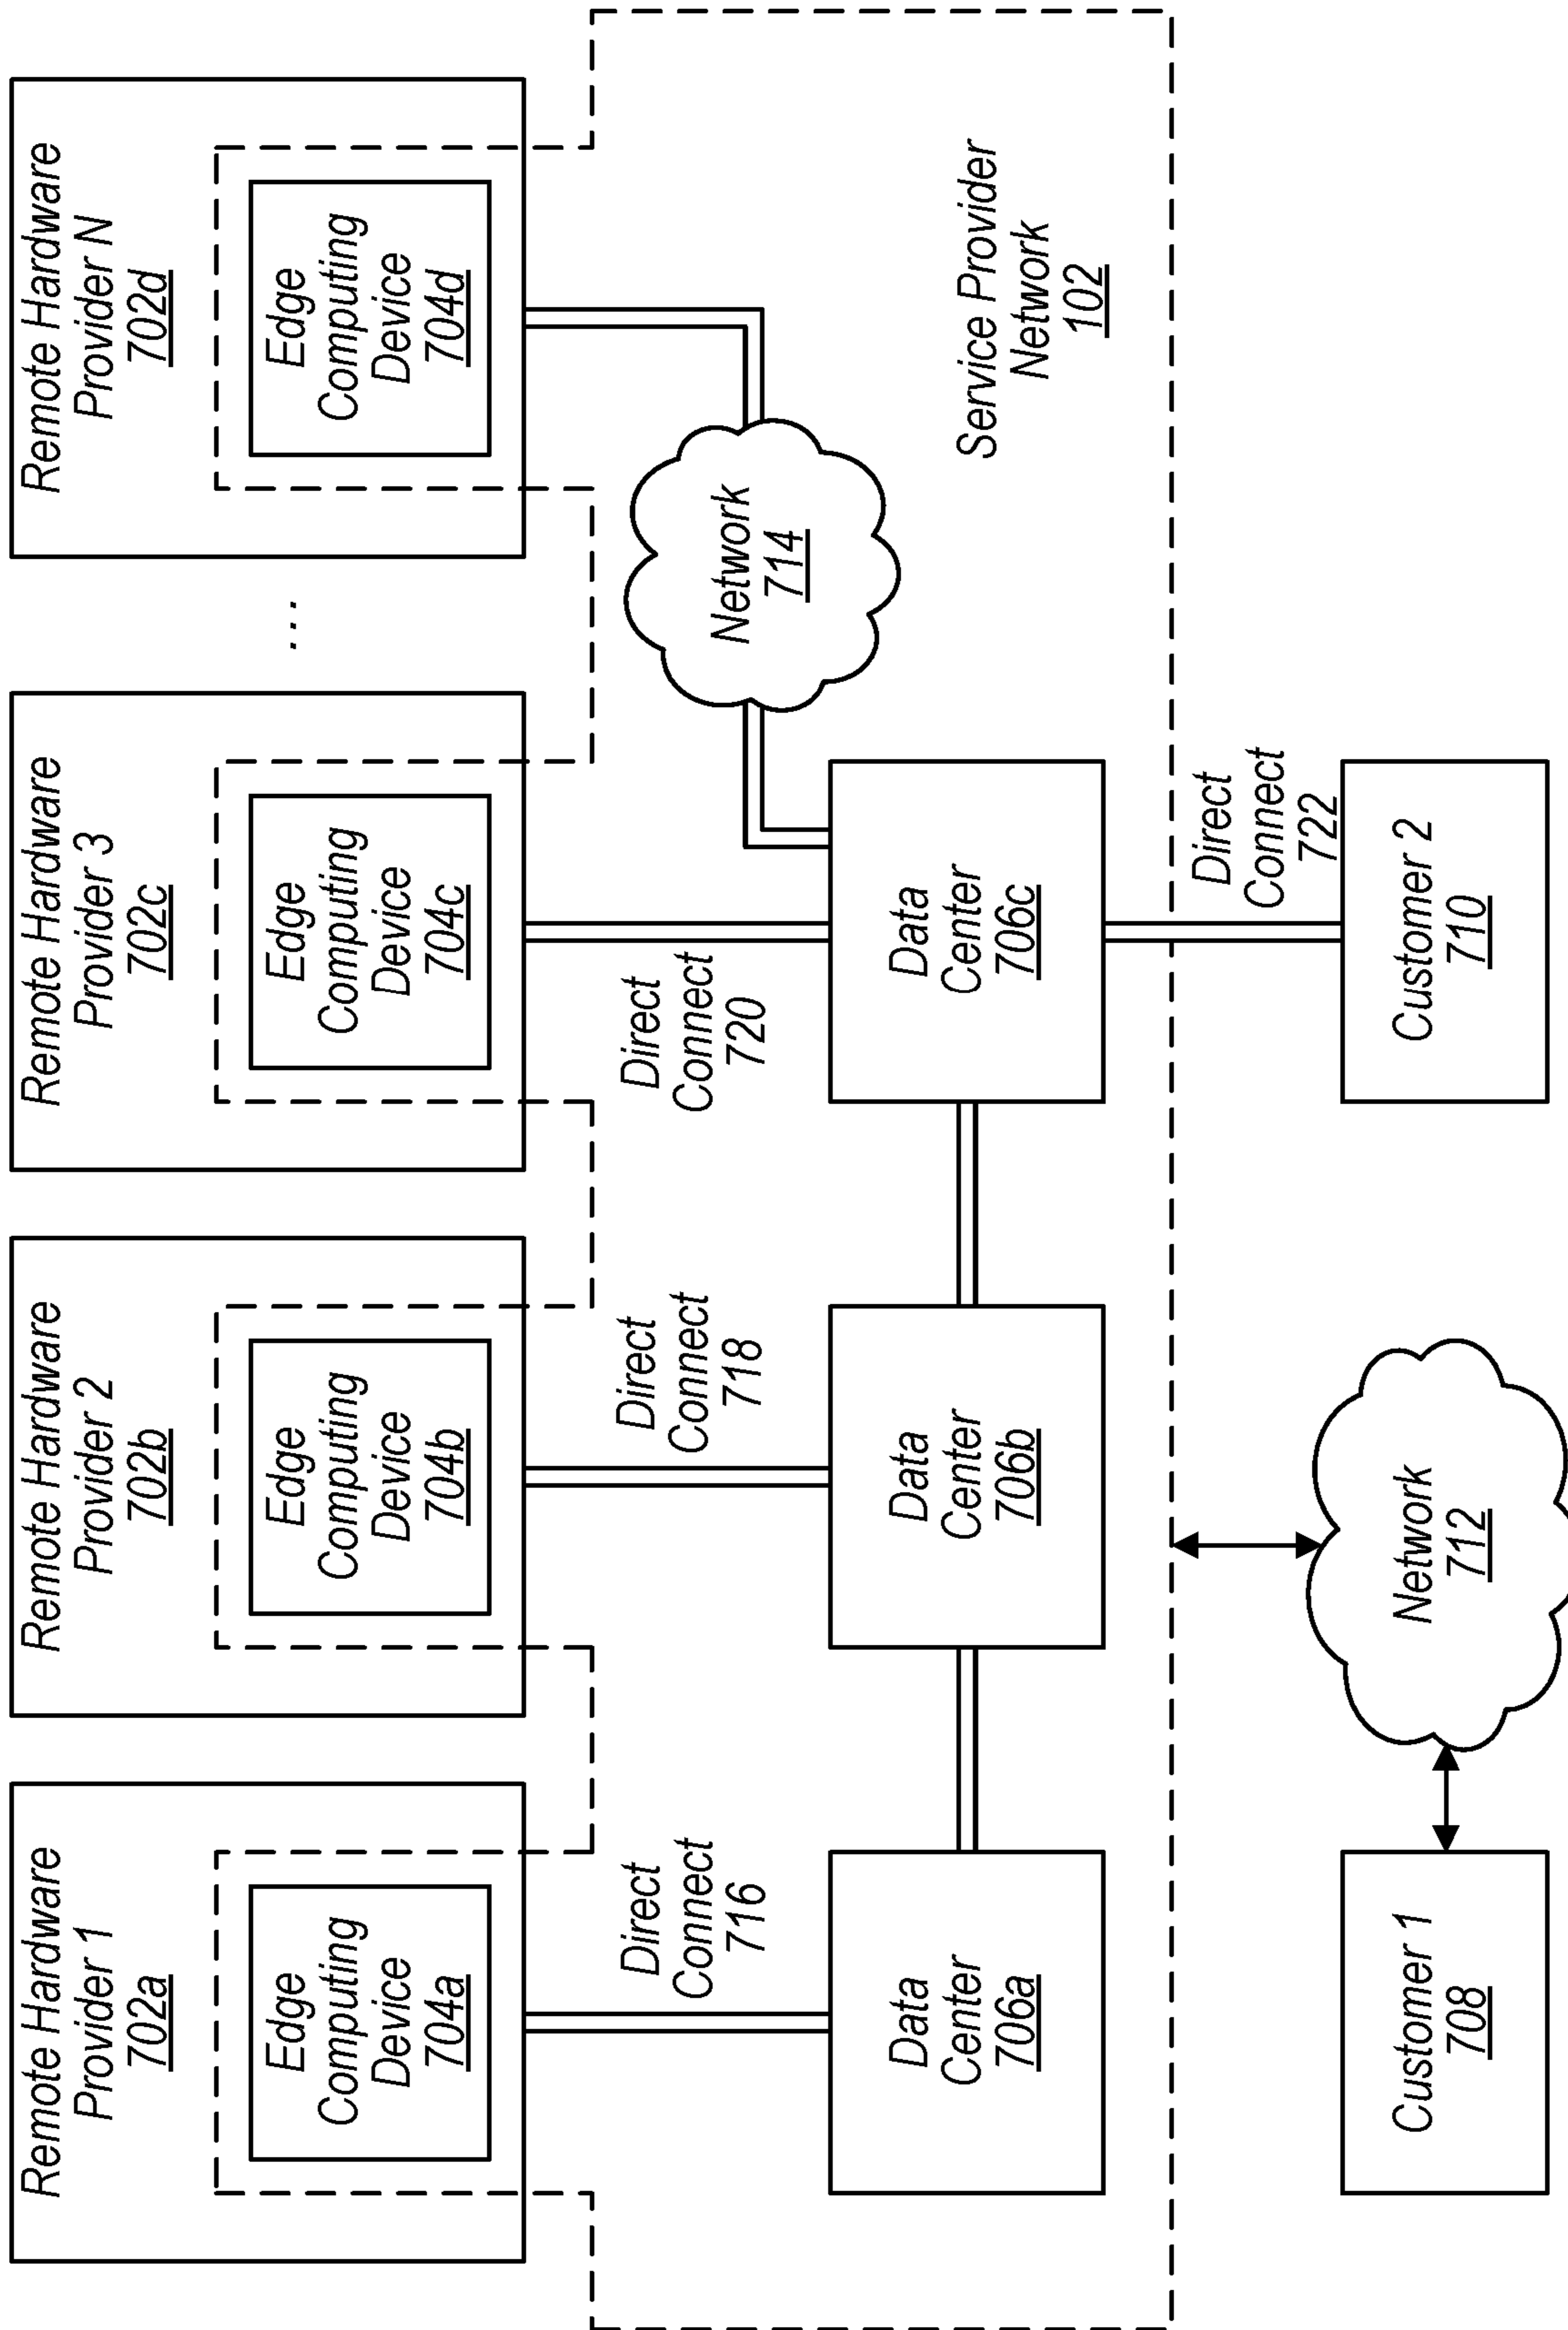 Remote Hardware
Provider 1
702a
Edge
Computing
Device
704a
Remote Hardware
Provider 2
702b
Edge
Computing
Device
704b
Remote Hardware
Provider 3
702c
Edge
Computing
Device
704c
...
Remote Hardware
Provider N
702d
Edge
Computing
Device
704d
Direct
Connect
716
Direct
Connect
718
Direct
Connect
720
Network
714
Data
Center
706a
Data
Center
706b
Data
Center
706c
Service Provider
Network
102
Direct
Connect
722
Customer 1
708
Network
712
Customer 2
710